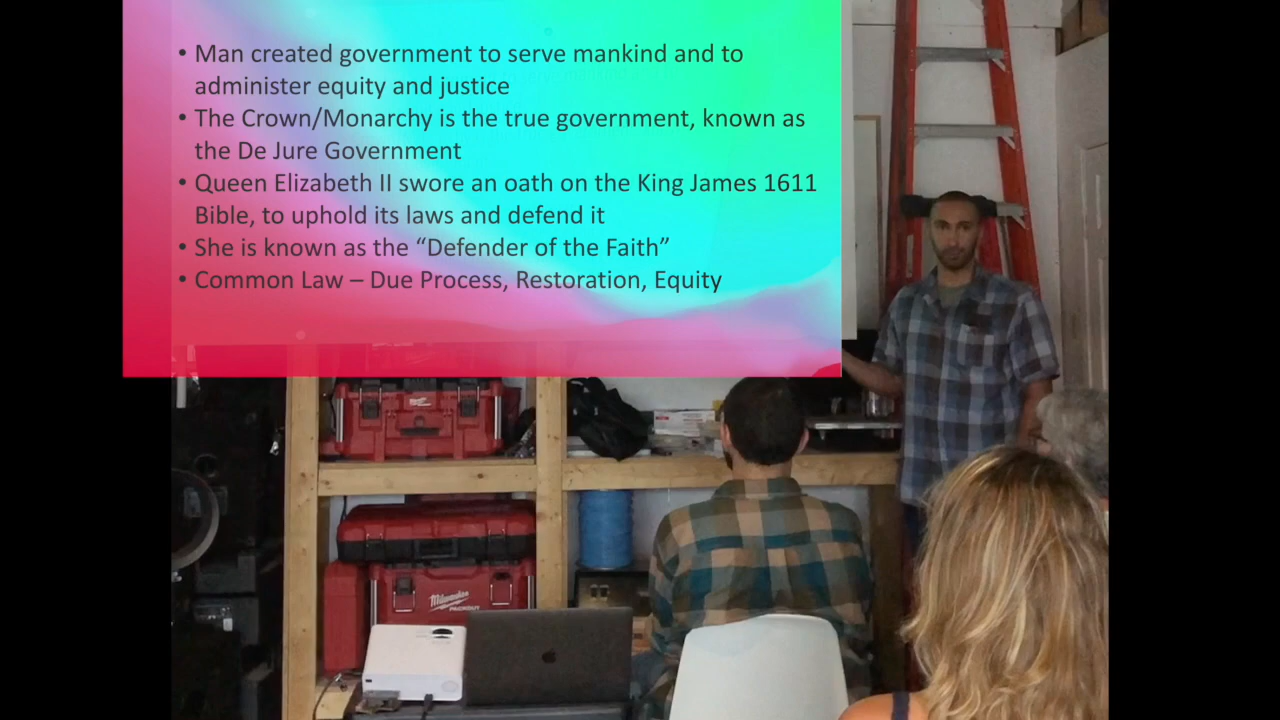 • Man created government to serve mankind and to
administer equity and justice
• The Crown/Monarchy is the true government, known as
the De Jure Government
• Queen Elizabeth II swore an oath on the King James 1611
Bible, to uphold its laws and defend it
• She is known as the “Defender of the Faith”
• Common Law – Due Process, Restoration, Equity
Milwaukee
PACKOUT